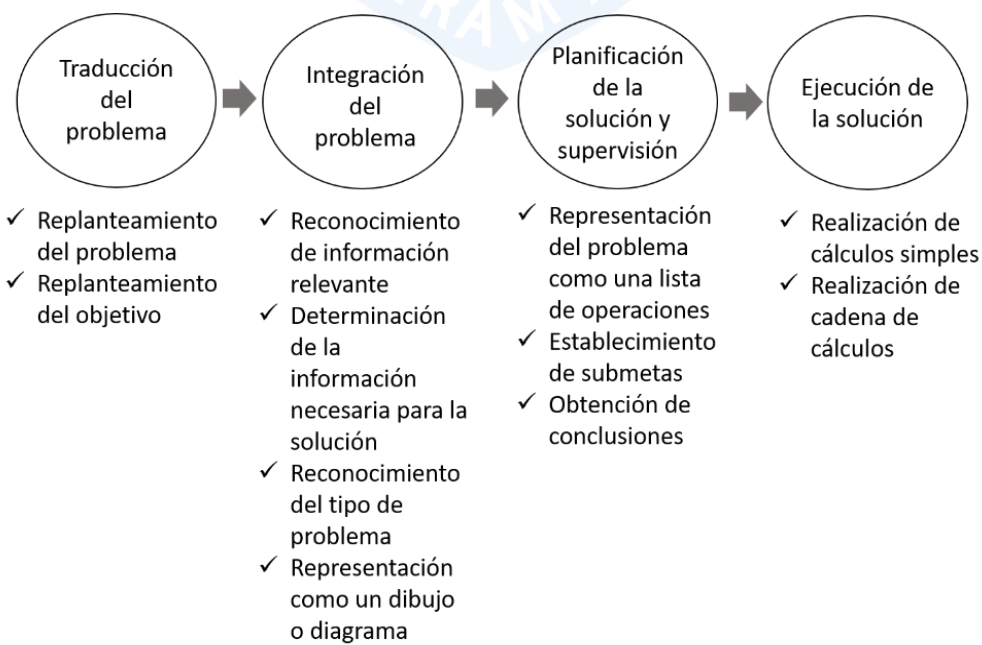 TRAM
Traducción
del
problema
Integración
del
problema
Planificación
de la
solución y
supervisión
Ejecución de
la solución
✓ Replanteamiento
del problema
✓ Replanteamiento
del objetivo
✓ Reconocimiento
de información
relevante
✓ Determinación
de la
información
necesaria para la
solución
✓ Reconocimiento
del tipo de
problema
✓ Representación
como un dibujo
o diagrama
✓ Representación
del problema
como una lista
de operaciones
✓ Establecimiento
de submetas
✓ Obtención de
conclusiones
✓ Realización de
cálculos simples
✓ Realización de
cadena de
cálculos